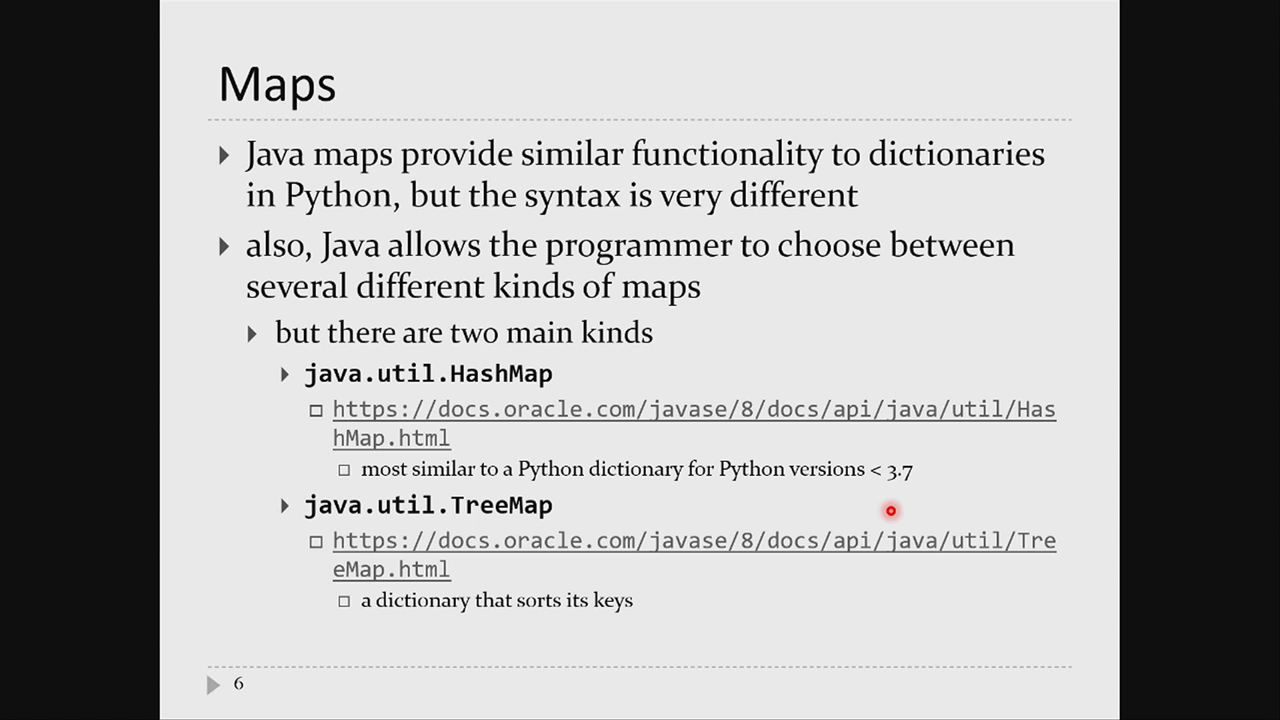 Maps
Java maps provide similar functionality to dictionaries
in Python, but the syntax is very different
also, Java allows the programmer to choose between
several different kinds of maps
but there are two main kinds
java.util.HashMap
https://docs.oracle.com/javase/8/docs/api/java/util/Has
hMap.html
most similar to a Python dictionary for Python versions < 3.7
java.util.TreeMap
https://docs.oracle.com/javase/8/docs/api/java/util/Tre
eMap.html
a dictionary that sorts its keys
6